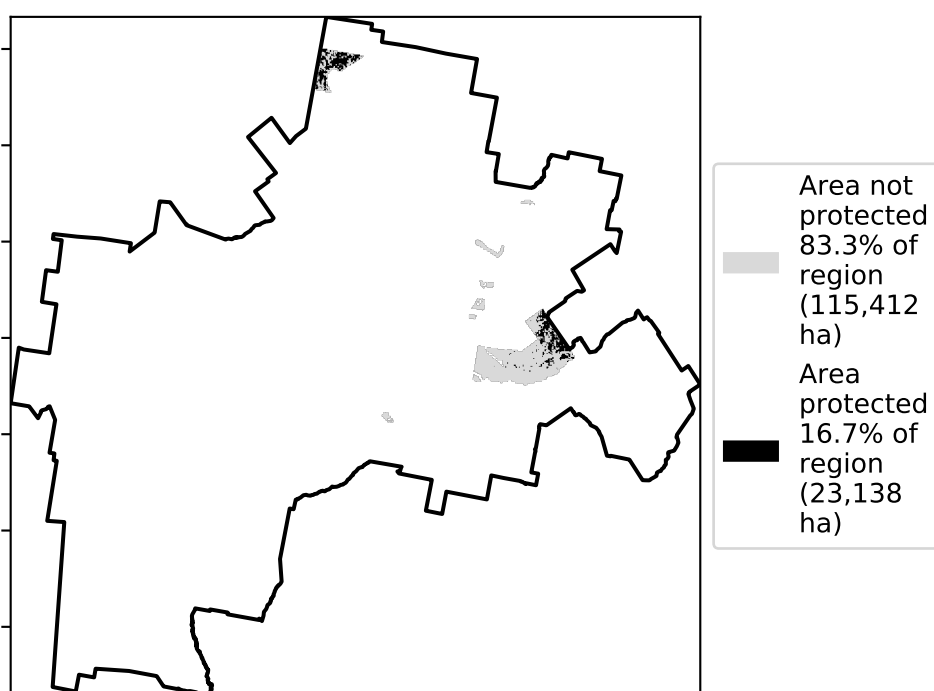 Area not
protected
83.3% of
region
(115,412
ha)
Area
protected
16.7% of
region
(23,138
ha)